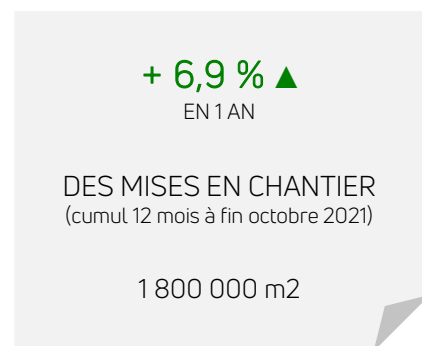 + 6,9 % ▲
EN 1 AN
DES MISES EN CHANTIER
(cumul 12 mois à fin octobre 2021)
1 800 000 m2